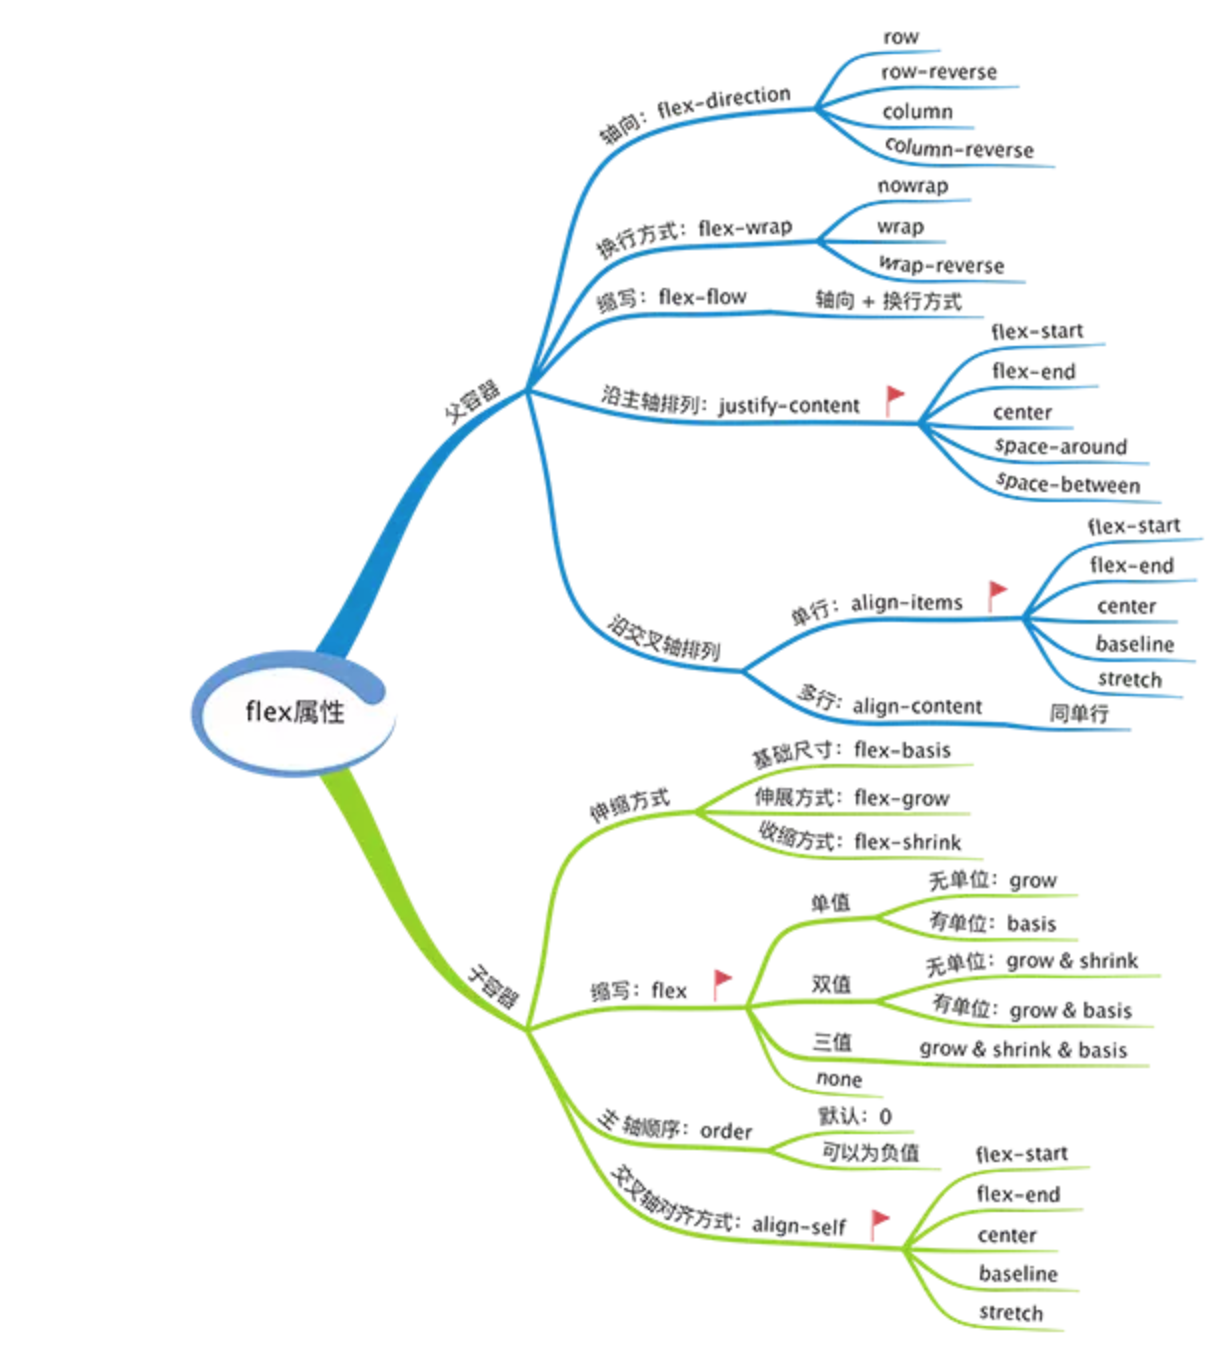 flex属性
父容器
轴向：flex-direction
row
row-reverse
column
column-reverse
换行方式：flex-wrap
nowrap
wrap
wrap-reverse
缩写：flex-flow
轴向 + 换行方式
沿主轴排列：justify-content
flex-start
flex-end
center
space-around
space-between
沿交叉轴排列
单行：align-items
flex-start
flex-end
center
baseline
stretch
多行：align-content
同单行
子容器
伸缩方式
基础尺寸：flex-basis
伸展方式：flex-grow
收缩方式：flex-shrink
缩写：flex
单值
无单位：grow
有单位：basis
双值
无单位：grow & shrink
有单位：grow & basis
三值
grow & shrink & basis
none
主轴顺序：order
默认：0
可以为负值
交叉轴对齐方式：align-self
flex-start
flex-end
center
baseline
stretch